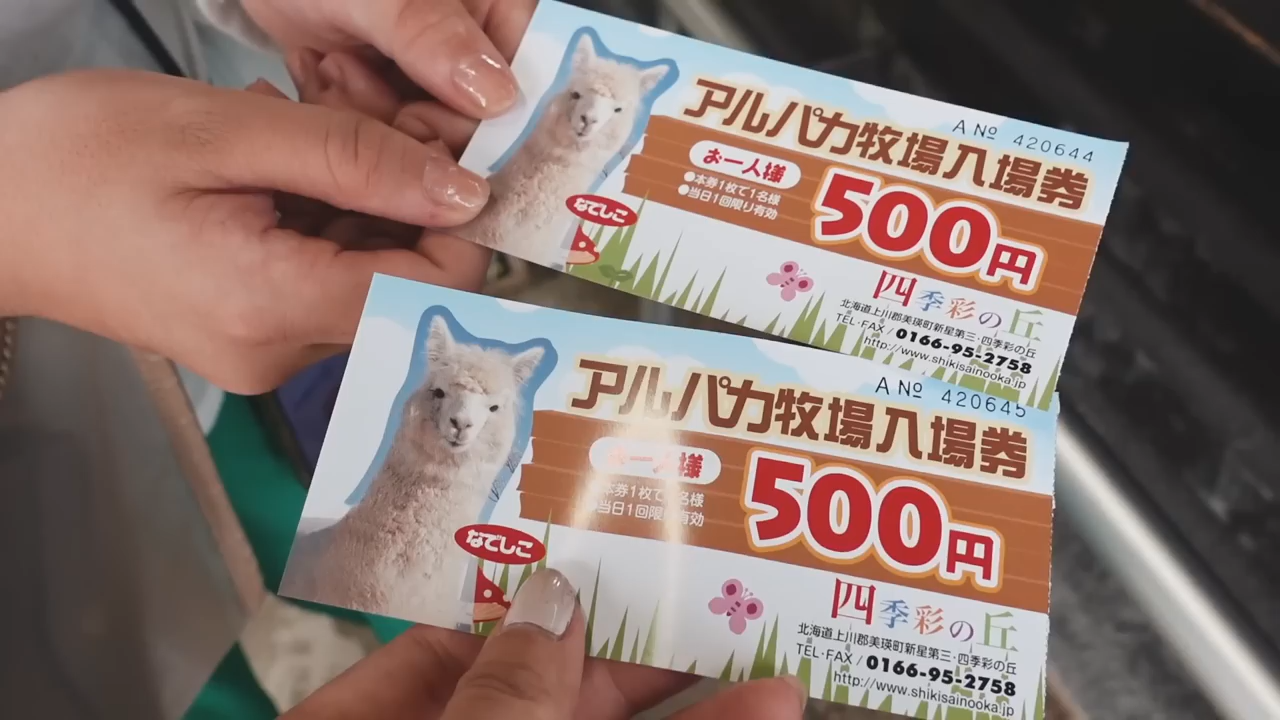 アルパカ牧場入場券
A Nº 420644
お一人様
●本券1枚で1名様
●当日1回限り有効
500円
なでしこ
四季彩の丘
北海道上川郡美瑛町新星第三・四季彩の丘
TEL・FAX / 0166-95-2758
http://www.shikisainooka.jp
アルパカ牧場入場券
A Nº 420645
お一人様
●本券1枚で1名様
●当日1回限り有効
500円
なでしこ
四季彩の丘
北海道上川郡美瑛町新星第三・四季彩の丘
TEL・FAX / 0166-95-2758
http://www.shikisainooka.jp